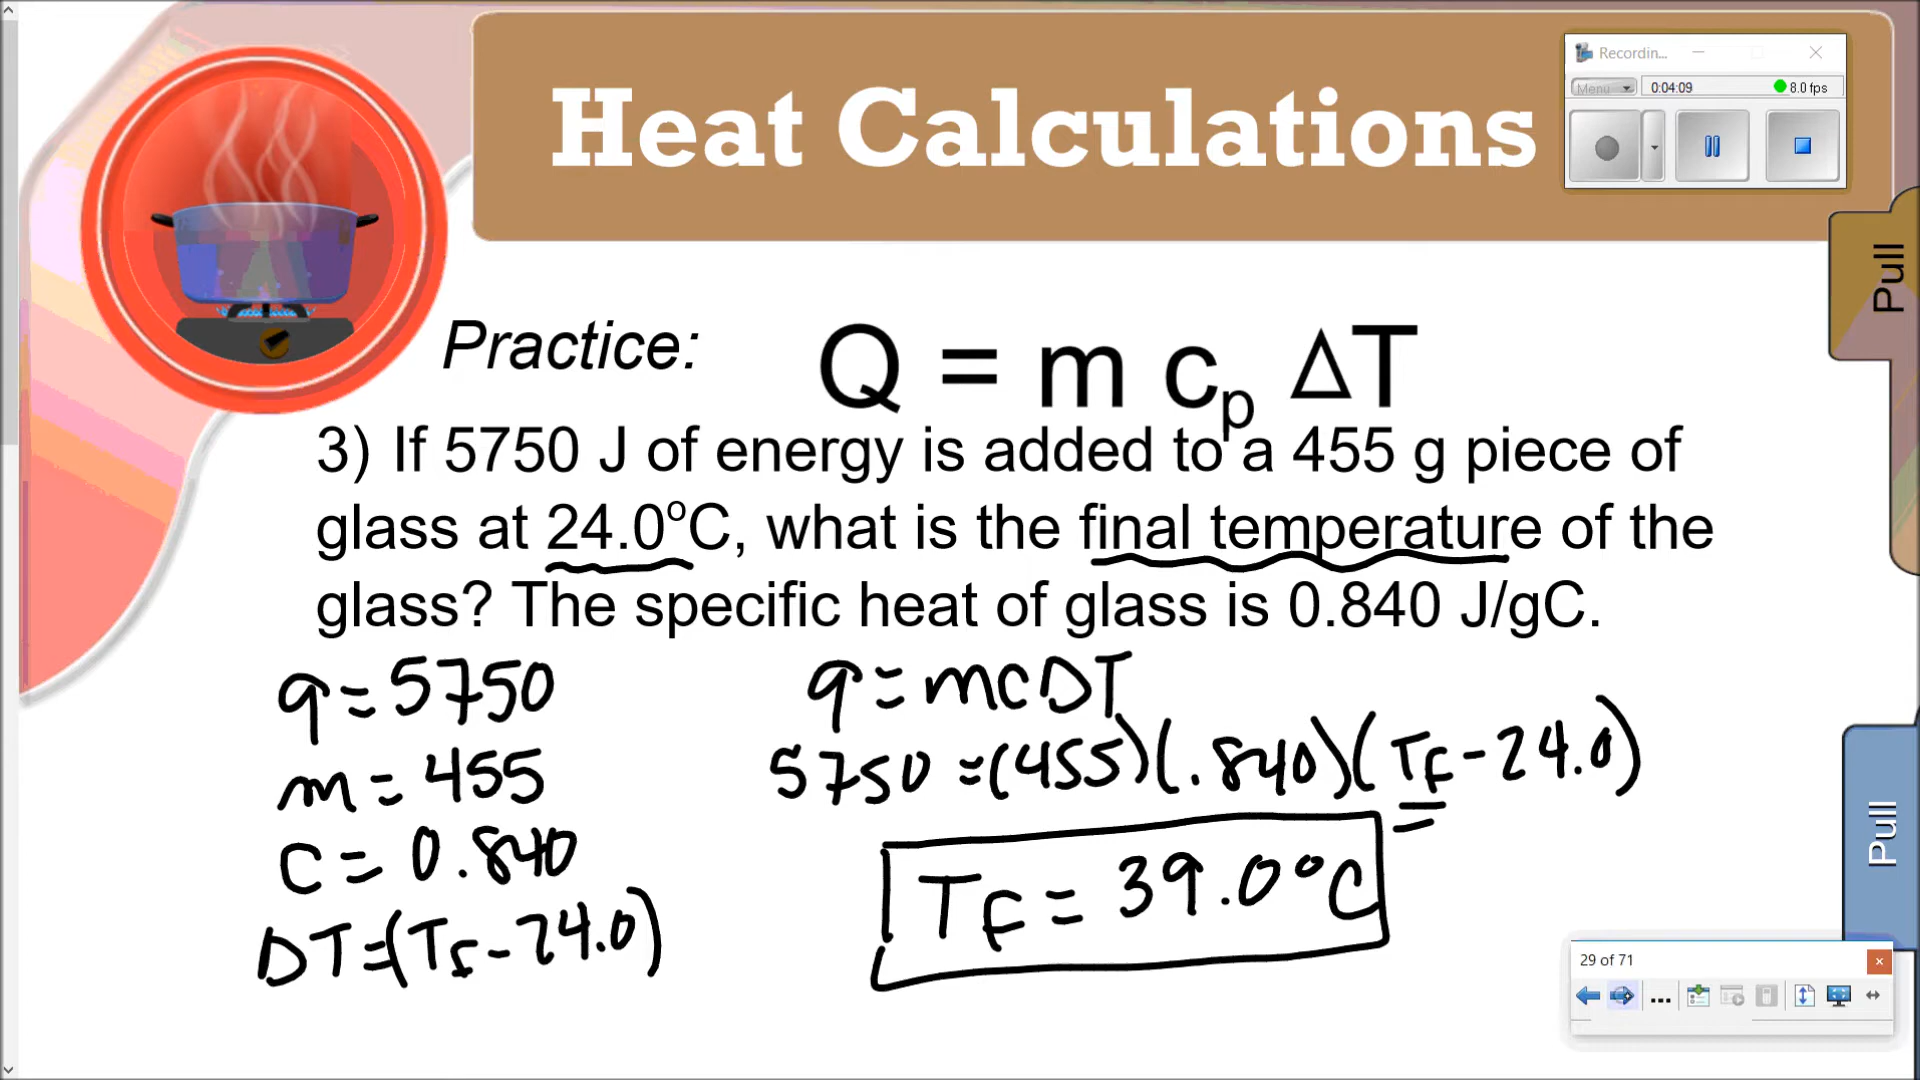 Heat Calculations
Recordin...
Menu
0:04:09
8.0 fps
Pull
Practice:
Q = m cp ΔT
3) If 5750 J of energy is added to a 455 g piece of
glass at 24.0°C, what is the final temperature of the
glass? The specific heat of glass is 0.840 J/gC.
q = 5750
m = 455
c = 0.840
DT = (TF - 24.0)
q = mcDT
5750 = (455)(.840)(TF - 24.0)
TF = 39.0°C
Pull
29 of 71